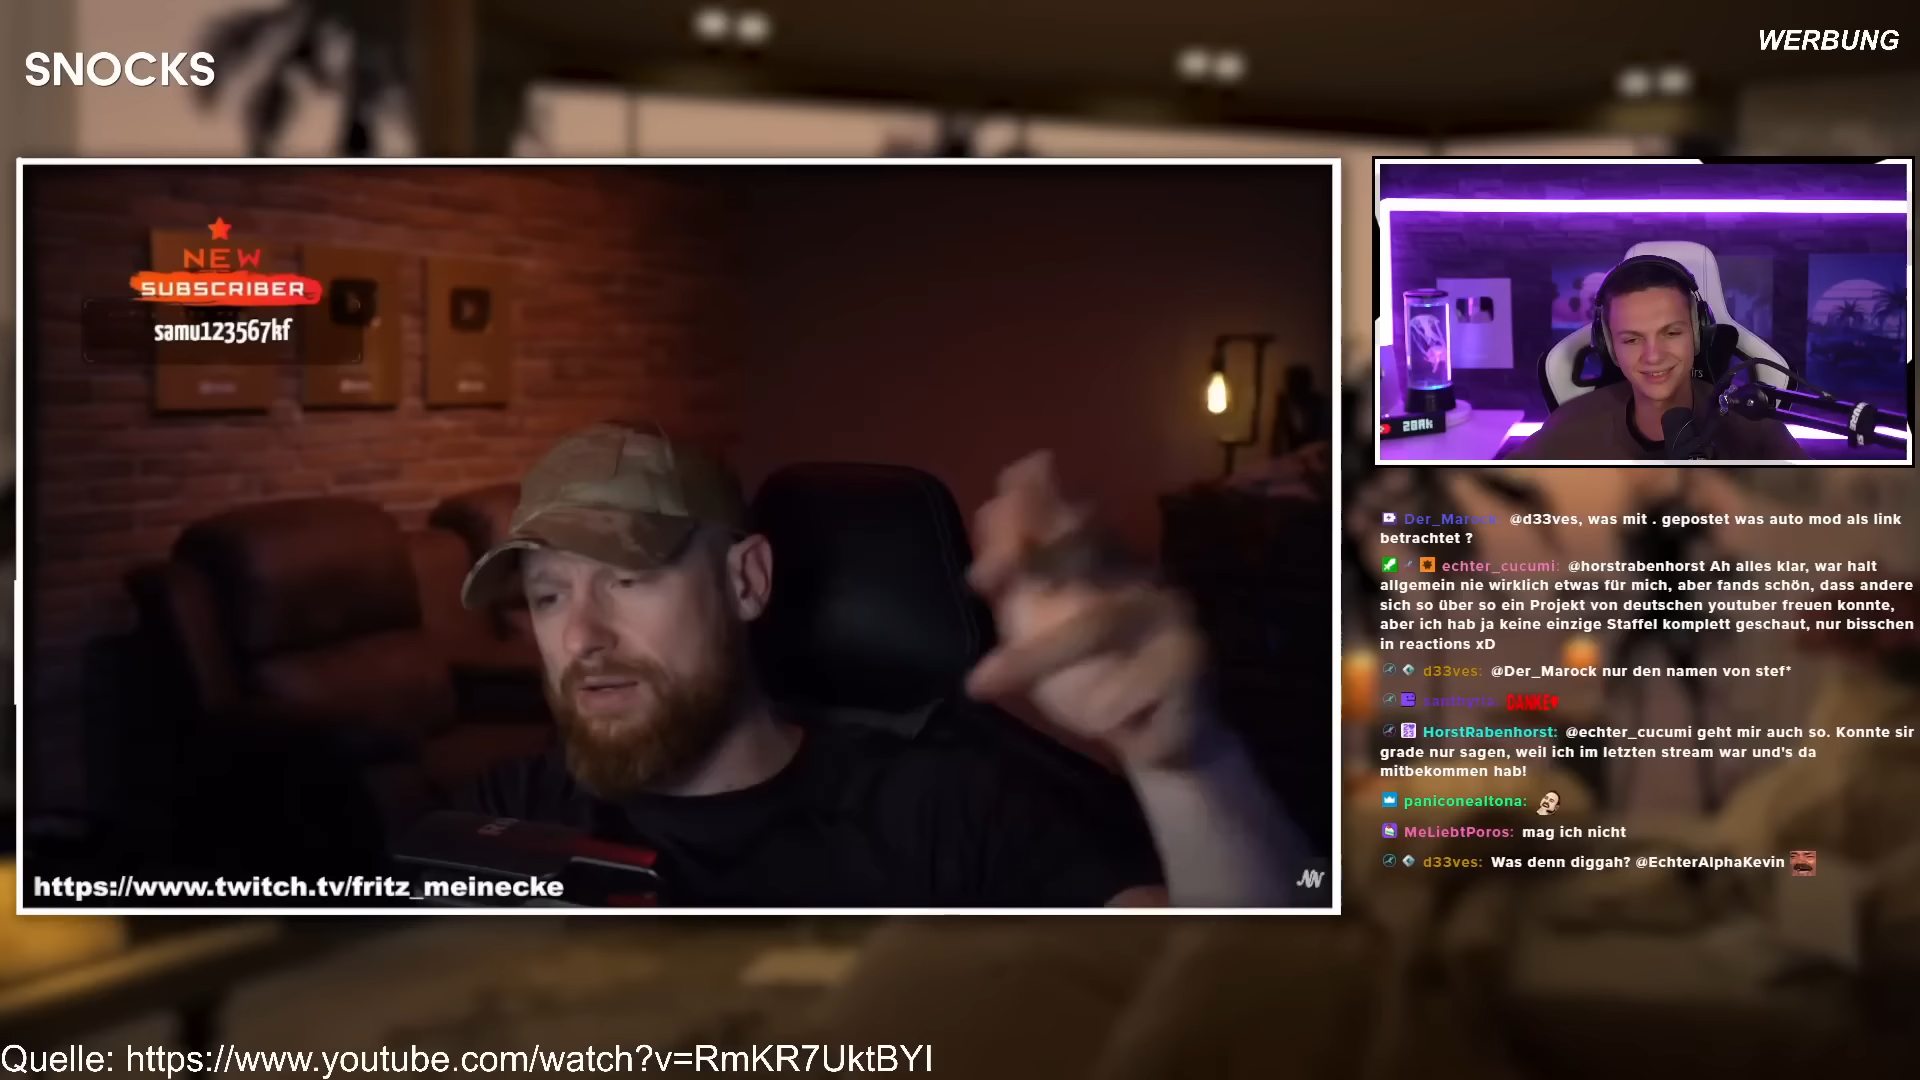 SNOCKS
WERBUNG
NEW
SUBSCRIBER
samu123567kf
https://www.twitch.tv/fritz_meinecke
Der_Marock: @d33ves, was mit . gepostet was auto mod als link
betrachtet ?
echter_cucumi: @horstrabenhorst Ah alles klar, war halt
allgemein nie wirklich etwas für mich, aber fands schön, dass andere
sich so über so ein Projekt von deutschen youtuber freuen konnte,
aber ich hab ja keine einzige Staffel komplett geschaut, nur bisschen
in reactions xD
d33ves: @Der_Marock nur den namen von stef*
DANKE
HorstRabenhorst: @echter_cucumi geht mir auch so. Konnte sir
grade nur sagen, weil ich im letzten stream war und's da
mitbekommen hab!
paniconealtona:
MeLiebtPoros: mag ich nicht
d33ves: Was denn diggah? @EchterAlphaKevin
Quelle: https://www.youtube.com/watch?v=RmKR7UktBYI